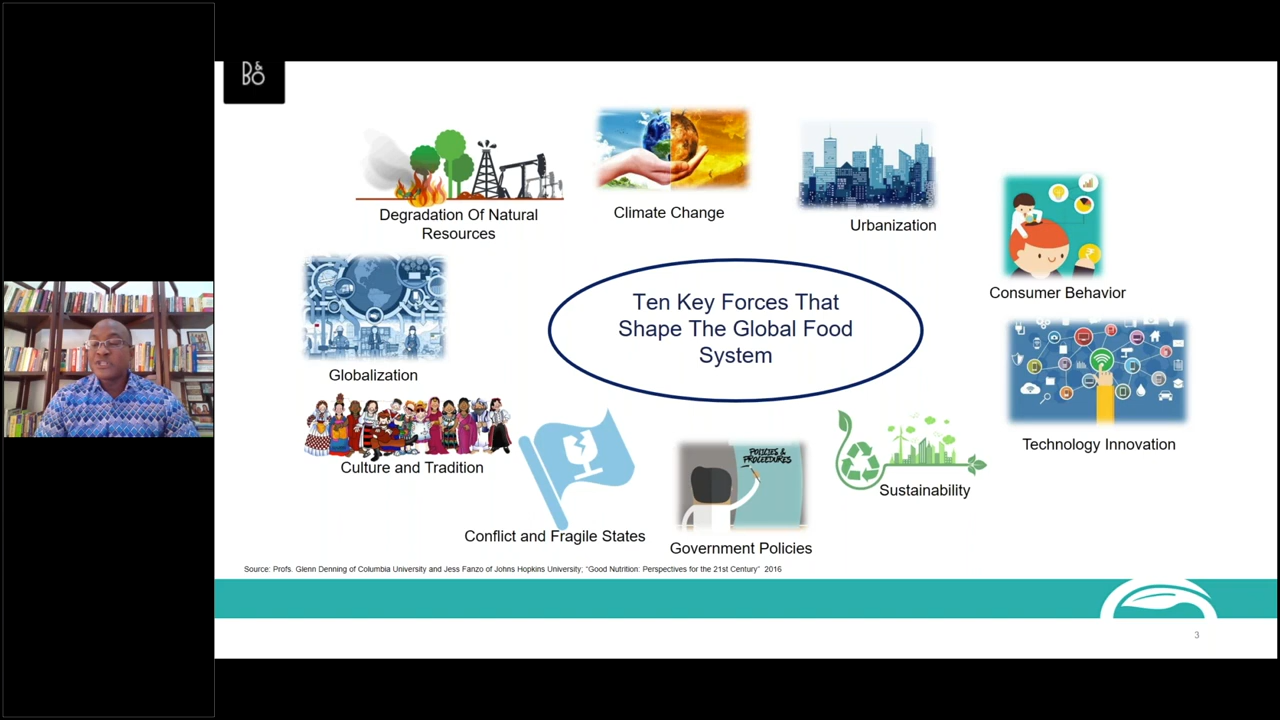 B&
BO
Degradation Of Natural
Resources
Climate Change
Urbanization
Consumer Behavior
Ten Key Forces That
Shape The Global Food
System
Globalization
Technology Innovation
Culture and Tradition
POLICIES &
PROCEDURES
Sustainability
Conflict and Fragile States
Government Policies
Source: Profs. Glenn Denning of Columbia University and Jess Fanzo of Johns Hopkins University; “Good Nutrition: Perspectives for the 21st Century” 2016
3